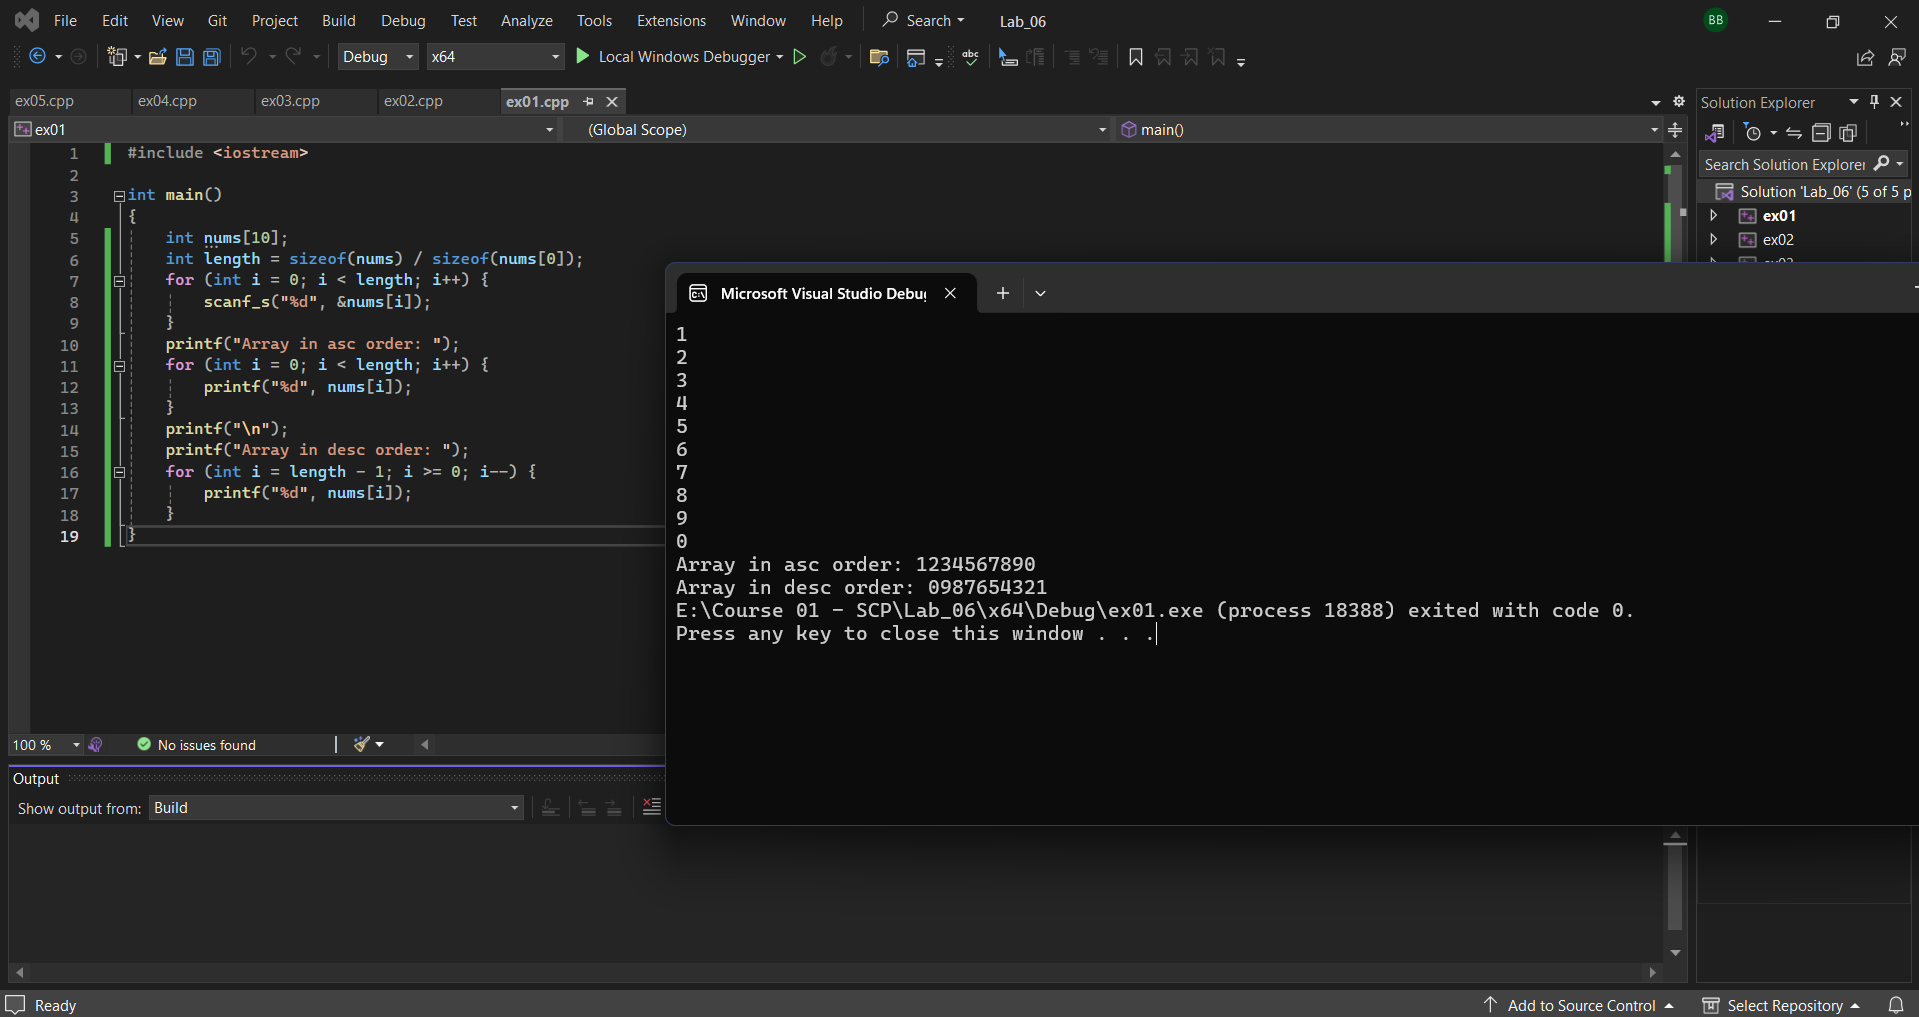 File Edit View Git Project Build Debug Test Analyze Tools Extensions Window Help Search Lab_06 BB
Debug x64 Local Windows Debugger abc
ex05.cpp ex04.cpp ex03.cpp ex02.cpp ex01.cpp
ex01 (Global Scope) main()
1 #include <iostream>
2
3 int main()
4 {
5 int nums[10];
6 int length = sizeof(nums) / sizeof(nums[0]);
7 for (int i = 0; i < length; i++) {
8 scanf_s("%d", &nums[i]);
9 }
10 printf("Array in asc order: ");
11 for (int i = 0; i < length; i++) {
12 printf("%d", nums[i]);
13 }
14 printf("\n");
15 printf("Array in desc order: ");
16 for (int i = length - 1; i >= 0; i--) {
17 printf("%d", nums[i]);
18 }
19 }
Solution Explorer
Search Solution Explorer
Solution 'Lab_06' (5 of 5 p
ex01
ex02
Microsoft Visual Studio Debu
1
2
3
4
5
6
7
8
9
0
Array in asc order: 1234567890
Array in desc order: 0987654321
E:\Course 01 - SCP\Lab_06\x64\Debug\ex01.exe (process 18388) exited with code 0.
Press any key to close this window . . .
100 % No issues found
Output
Show output from: Build
Ready Add to Source Control Select Repository